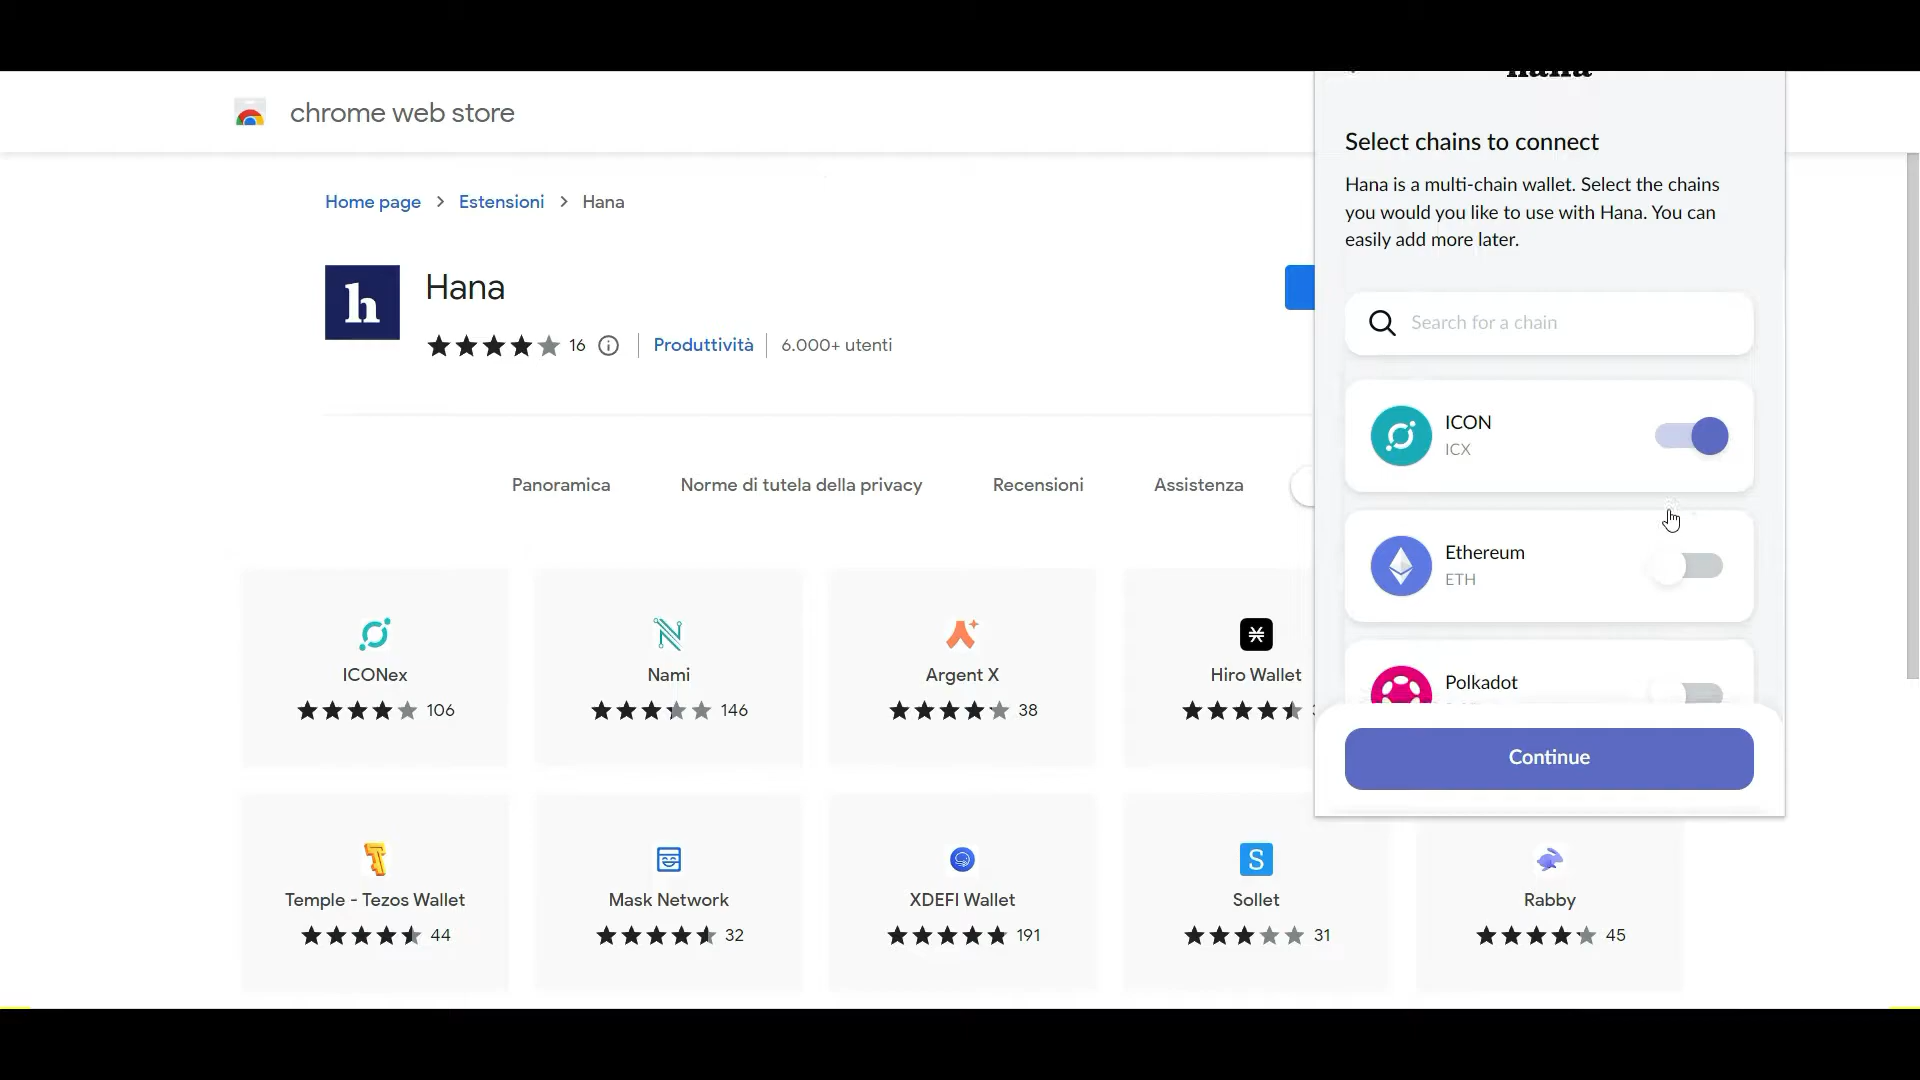 hana
chrome web store
Select chains to connect
Hana is a multi-chain wallet. Select the chains
you would you like to use with Hana. You can
easily add more later.
Home page > Estensioni > Hana
h
Hana
16
Produttività
6.000+ utenti
Search for a chain
ICON
ICX
Panoramica
Norme di tutela della privacy
Recensioni
Assistenza
Ethereum
ETH
Polkadot
ICONex
106
Nami
146
Argent X
38
Hiro Wallet
Continue
Temple - Tezos Wallet
44
Mask Network
32
XDEFI Wallet
191
S
Sollet
31
Rabby
45